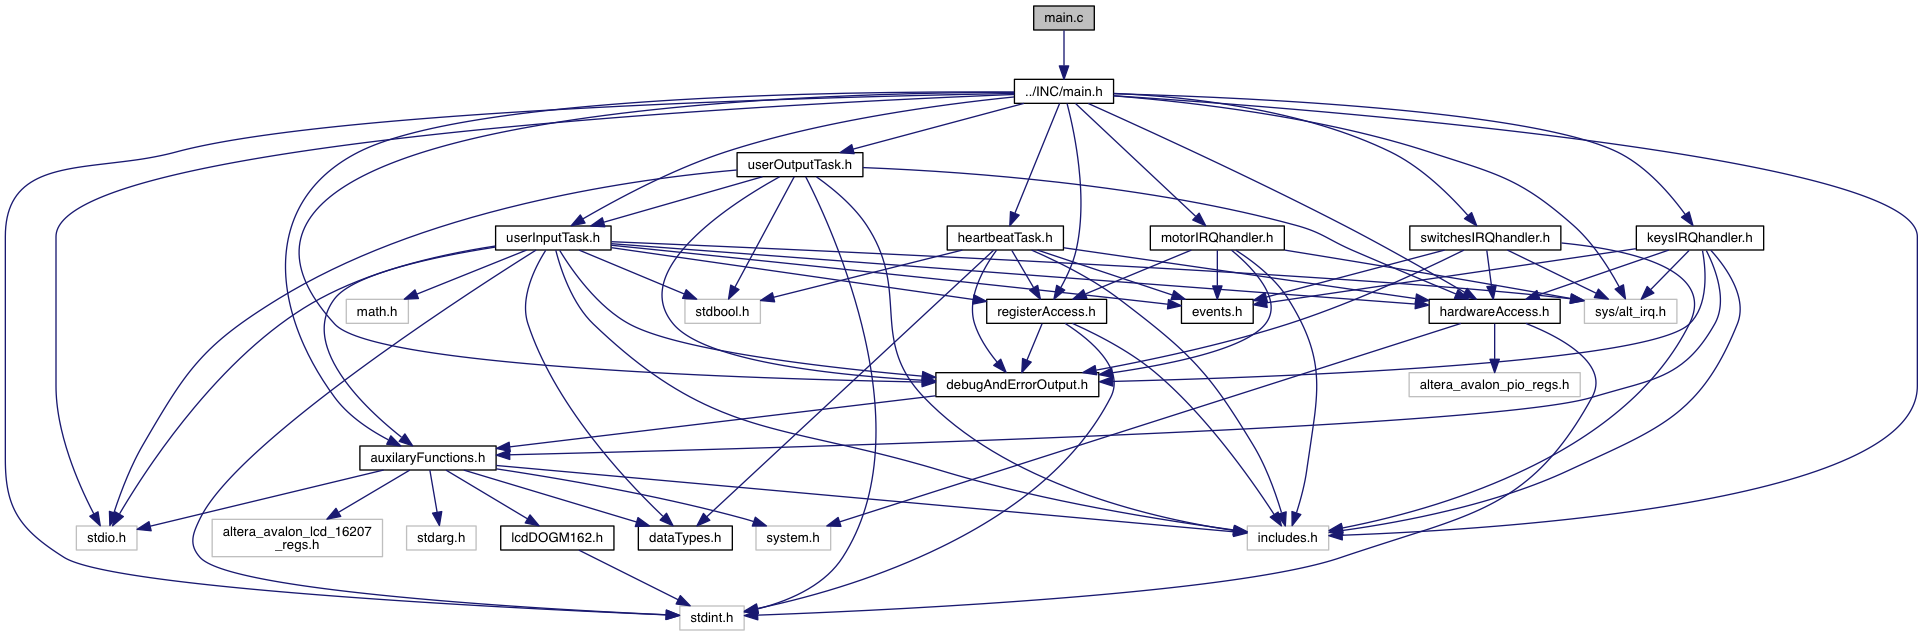 main.c
../INC/main.h
userOutputTask.h
userInputTask.h
heartbeatTask.h
motorIRQhandler.h
switchesIRQhandler.h
keysIRQhandler.h
math.h
stdbool.h
registerAccess.h
events.h
hardwareAccess.h
sys/alt_irq.h
debugAndErrorOutput.h
altera_avalon_pio_regs.h
auxilaryFunctions.h
stdio.h
altera_avalon_lcd_16207
_regs.h
stdarg.h
lcdDOGM162.h
dataTypes.h
system.h
includes.h
stdint.h